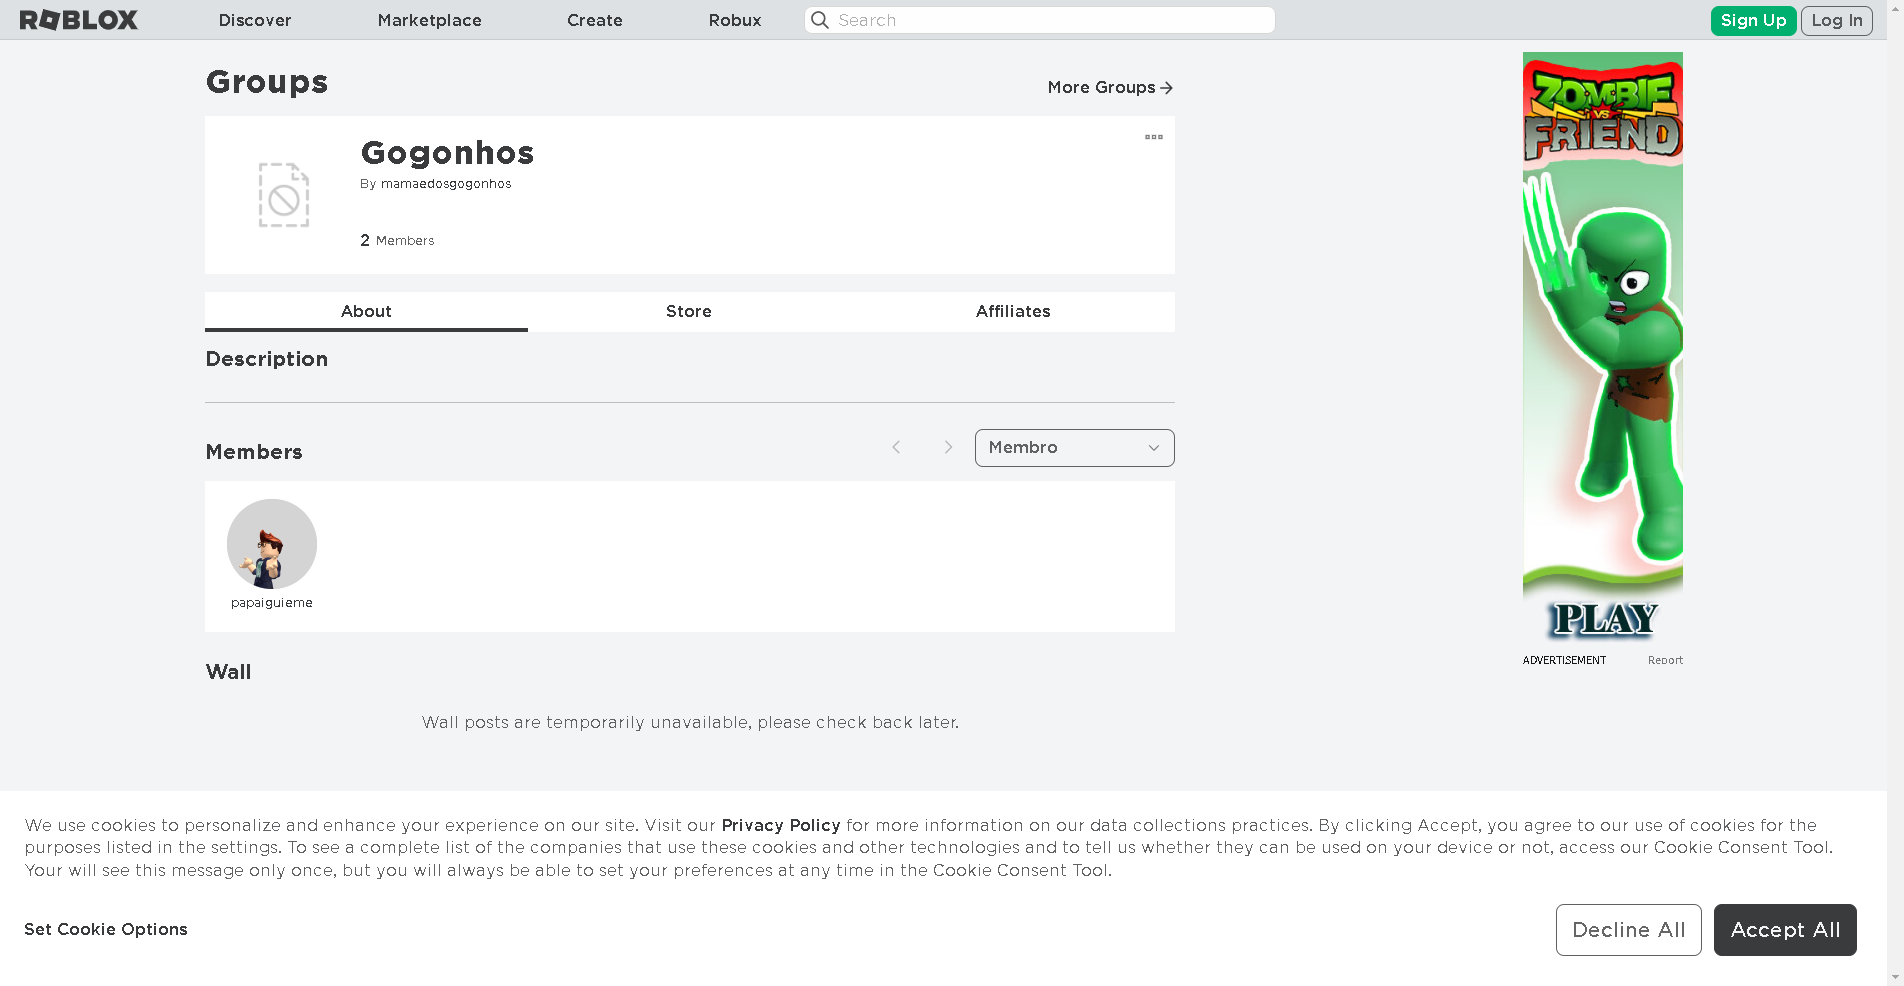 ROBLOX
Discover
Marketplace
Create
Robux
Search
Sign Up
Log In
Groups
More Groups
Gogonhos
By mamaedosgogonhos
2 Members
About
Store
Affiliates
Description
Members
Membro
papaiguieme
Wall
Wall posts are temporarily unavailable, please check back later.
ZOMBIE
VS
FRIEND
PLAY
ADVERTISEMENT
Report
We use cookies to personalize and enhance your experience on our site. Visit our Privacy Policy for more information on our data collections practices. By clicking Accept, you agree to our use of cookies for the
purposes listed in the settings. To see a complete list of the companies that use these cookies and other technologies and to tell us whether they can be used on your device or not, access our Cookie Consent Tool.
Your will see this message only once, but you will always be able to set your preferences at any time in the Cookie Consent Tool.
Set Cookie Options
Decline All
Accept All